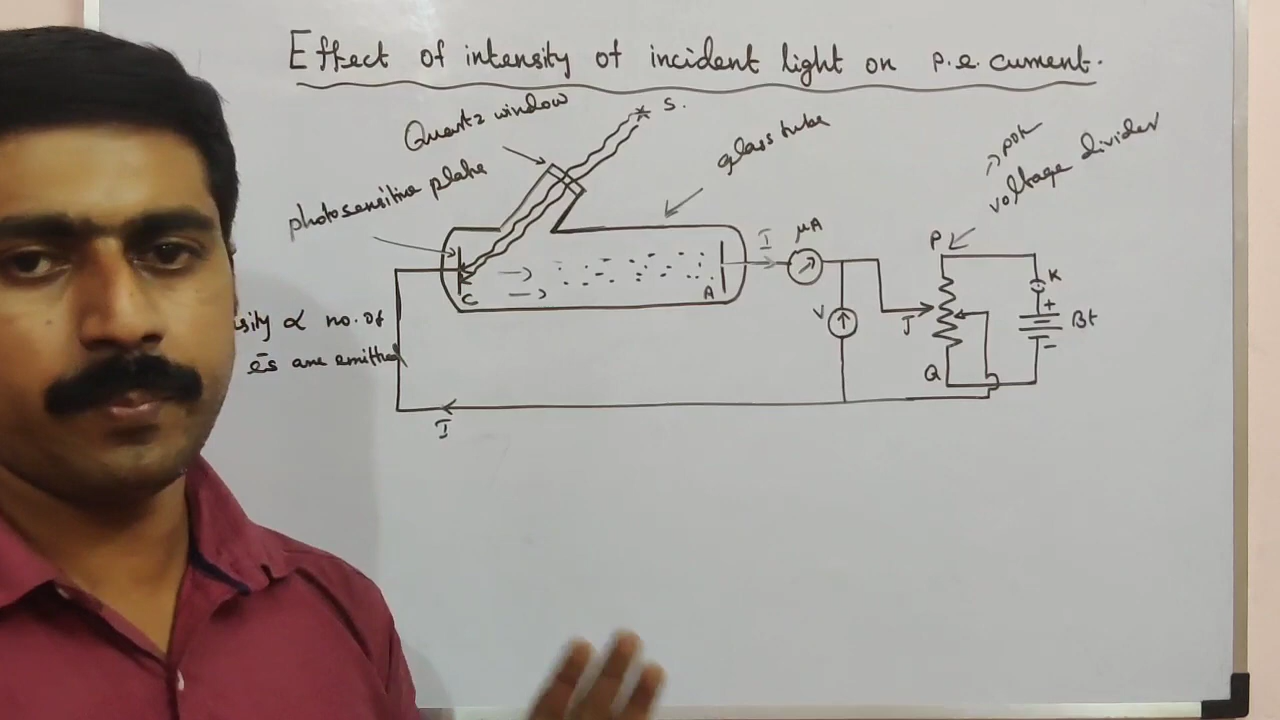 Effect of intensity of incident light on p.e. current.
Quartz window
S.
glass tube
→ pot
voltage divider
photosensitive plate
I
μA
P
K
C
A
V
J
+
Bt
-
Q
sity ∝ no. of
ēs are emitted
I